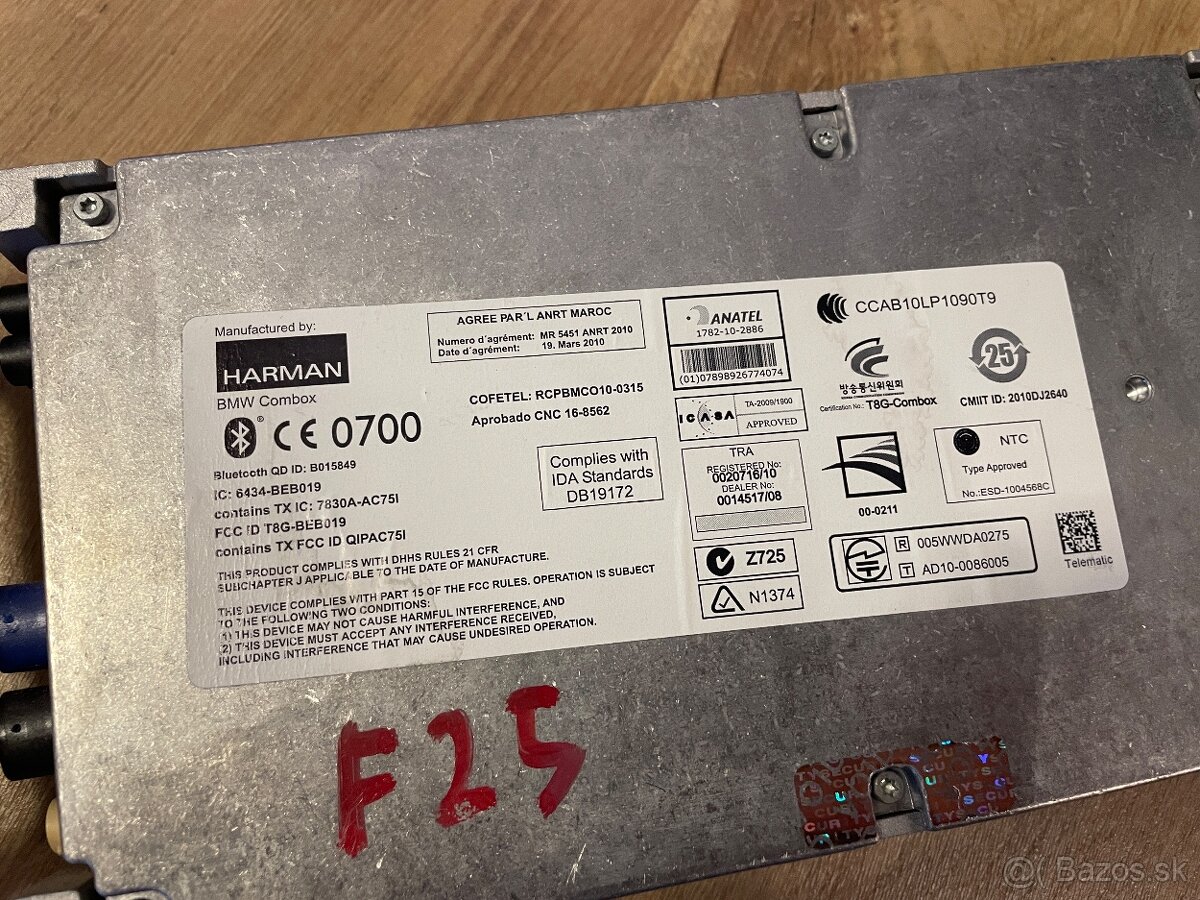 Manufactured by:
HARMAN
BMW Combox
CE 0700
Bluetooth QD ID: B015849
IC: 6434-BEB019
contains TX IC: 7830A-AC75I
FCC ID T8G-BEB019
contains TX FCC ID QIPAC75I
THIS PRODUCT COMPLIES WITH DHHS RULES 21 CFR
SUBCHAPTER J APPLICABLE TO THE DATE OF MANUFACTURE.
THIS DEVICE COMPLIES WITH PART 15 OF THE FCC RULES. OPERATION IS SUBJECT
TO THE FOLLOWING TWO CONDITIONS:
1) THIS DEVICE MAY NOT CAUSE HARMFUL INTERFERENCE, AND
2) THIS DEVICE MUST ACCEPT ANY INTERFERENCE RECEIVED,
INCLUDING INTERFERENCE THAT MAY CAUSE UNDESIRED OPERATION.
AGREE PAR´L ANRT MAROC
Numero d´agrément: MR 5451 ANRT 2010
Date d´agrément: 19. Mars 2010
COFETEL: RCPBMCO10-0315
Aprobado CNC 16-8562
Complies with
IDA Standards
DB19172
ANATEL
1782-10-2886
(01)07898926774074
ICASA
TA-2009/1900
APPROVED
TRA
REGISTERED No:
0020716/10
DEALER No:
0014517/08
Z725
N1374
CCAB10LP1090T9
방송통신위원회
Certification No.: T8G-Combox
25
CMIIT ID: 2010DJ2640
00-0211
NTC
Type Approved
No.:ESD-1004568C
R 005WWDA0275
T AD10-0086005
Telematic
F25
Bazos.sk